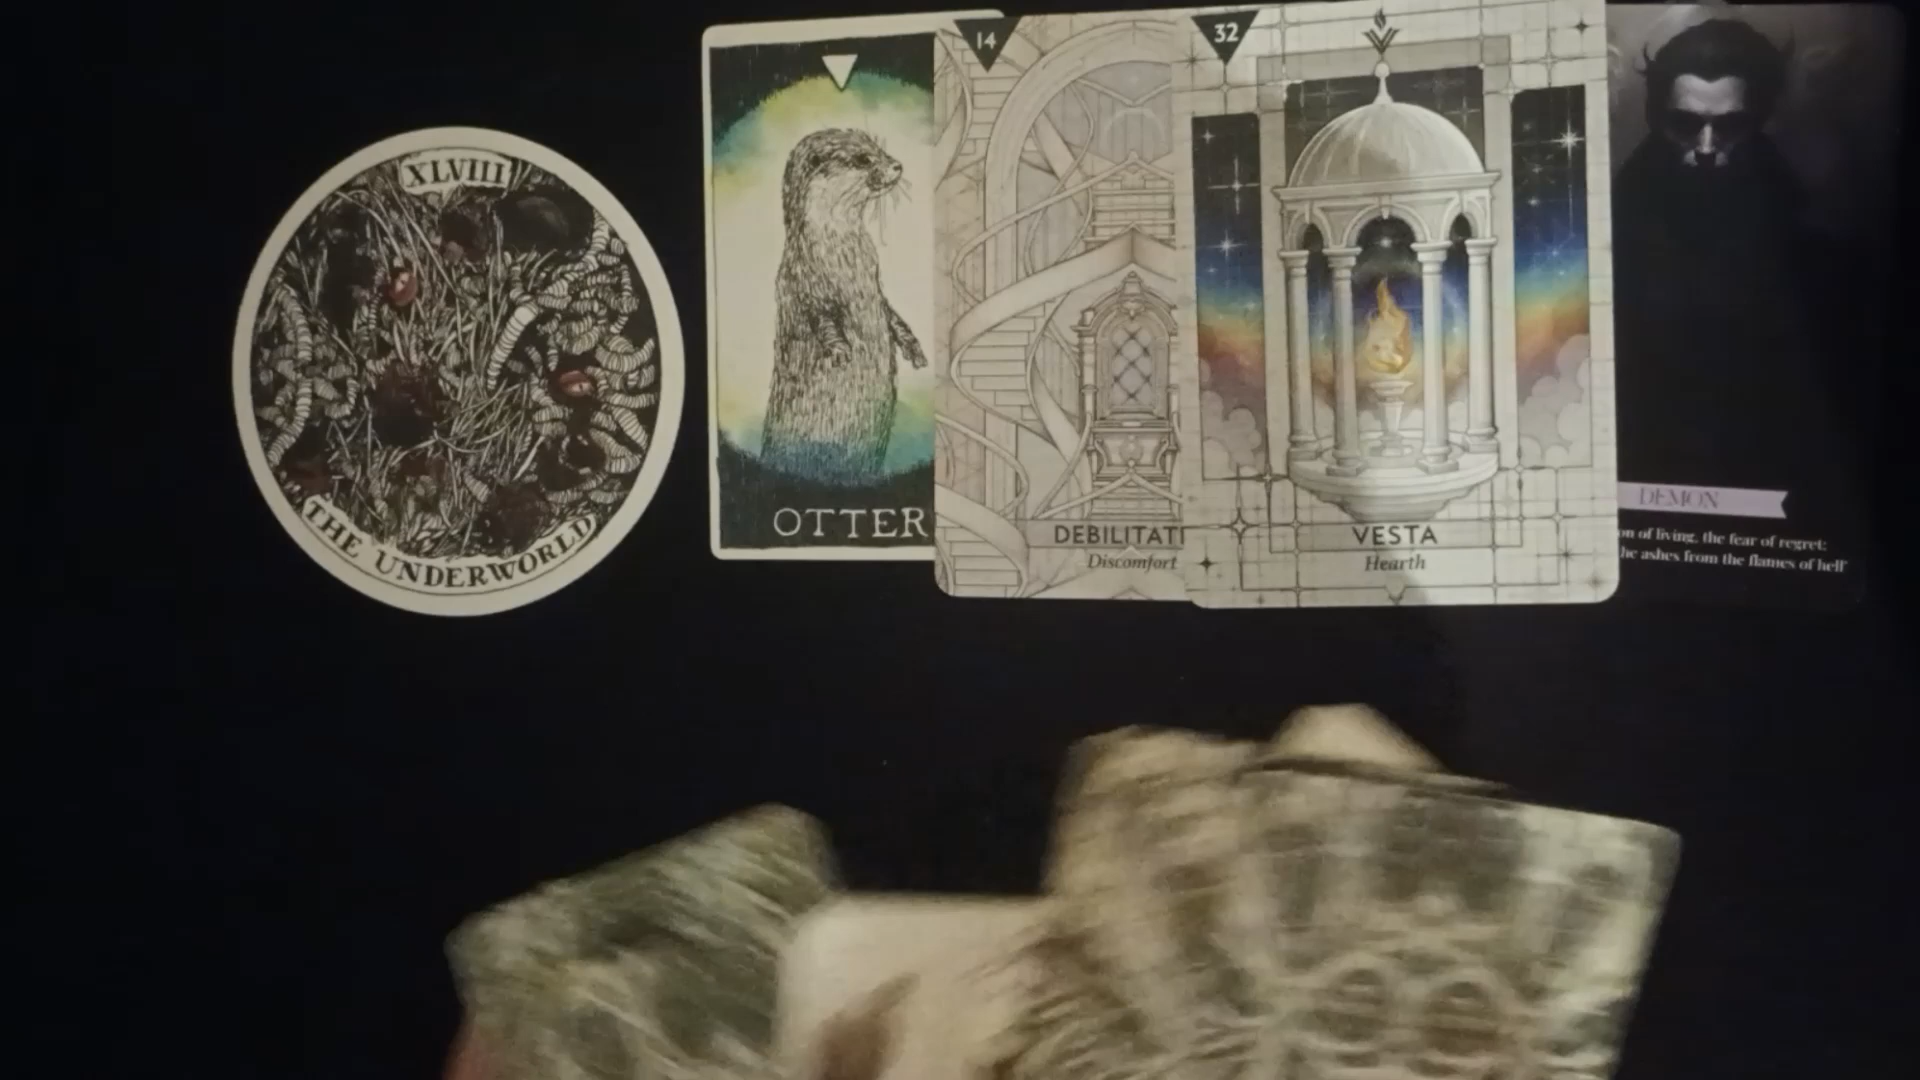 XLVIII
THE UNDERWORLD
OTTER
14
DEBILITATI
Discomfort
32
VESTA
Hearth
DEMON
on of living, the fear of regret:
he ashes from the flames of hell"